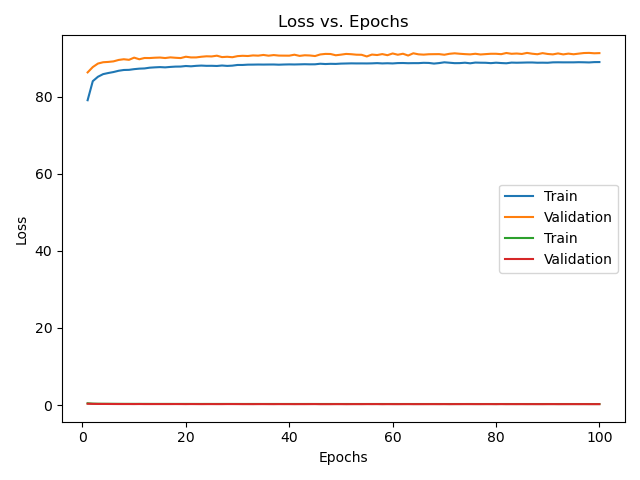 Loss vs. Epochs
80
60
40
20
0
Loss
Train
Validation
Train
Validation
0 20 40 60 80 100
Epochs